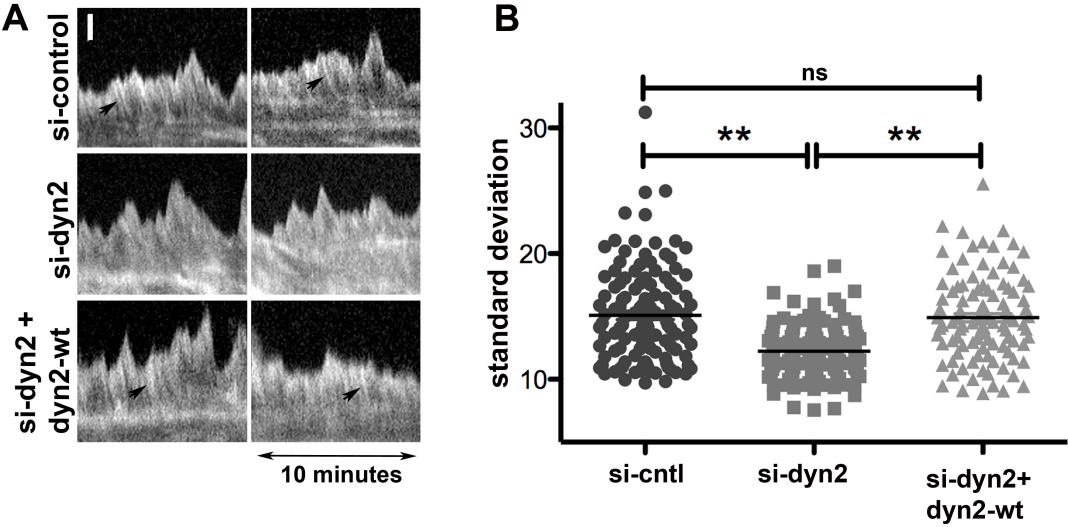 A
si-control
si-dyn2
si-dyn2 +
dyn2-wt
10 minutes
B
standard deviation
30
20
10
ns
**
**
si-cntl
si-dyn2
si-dyn2+
dyn2-wt